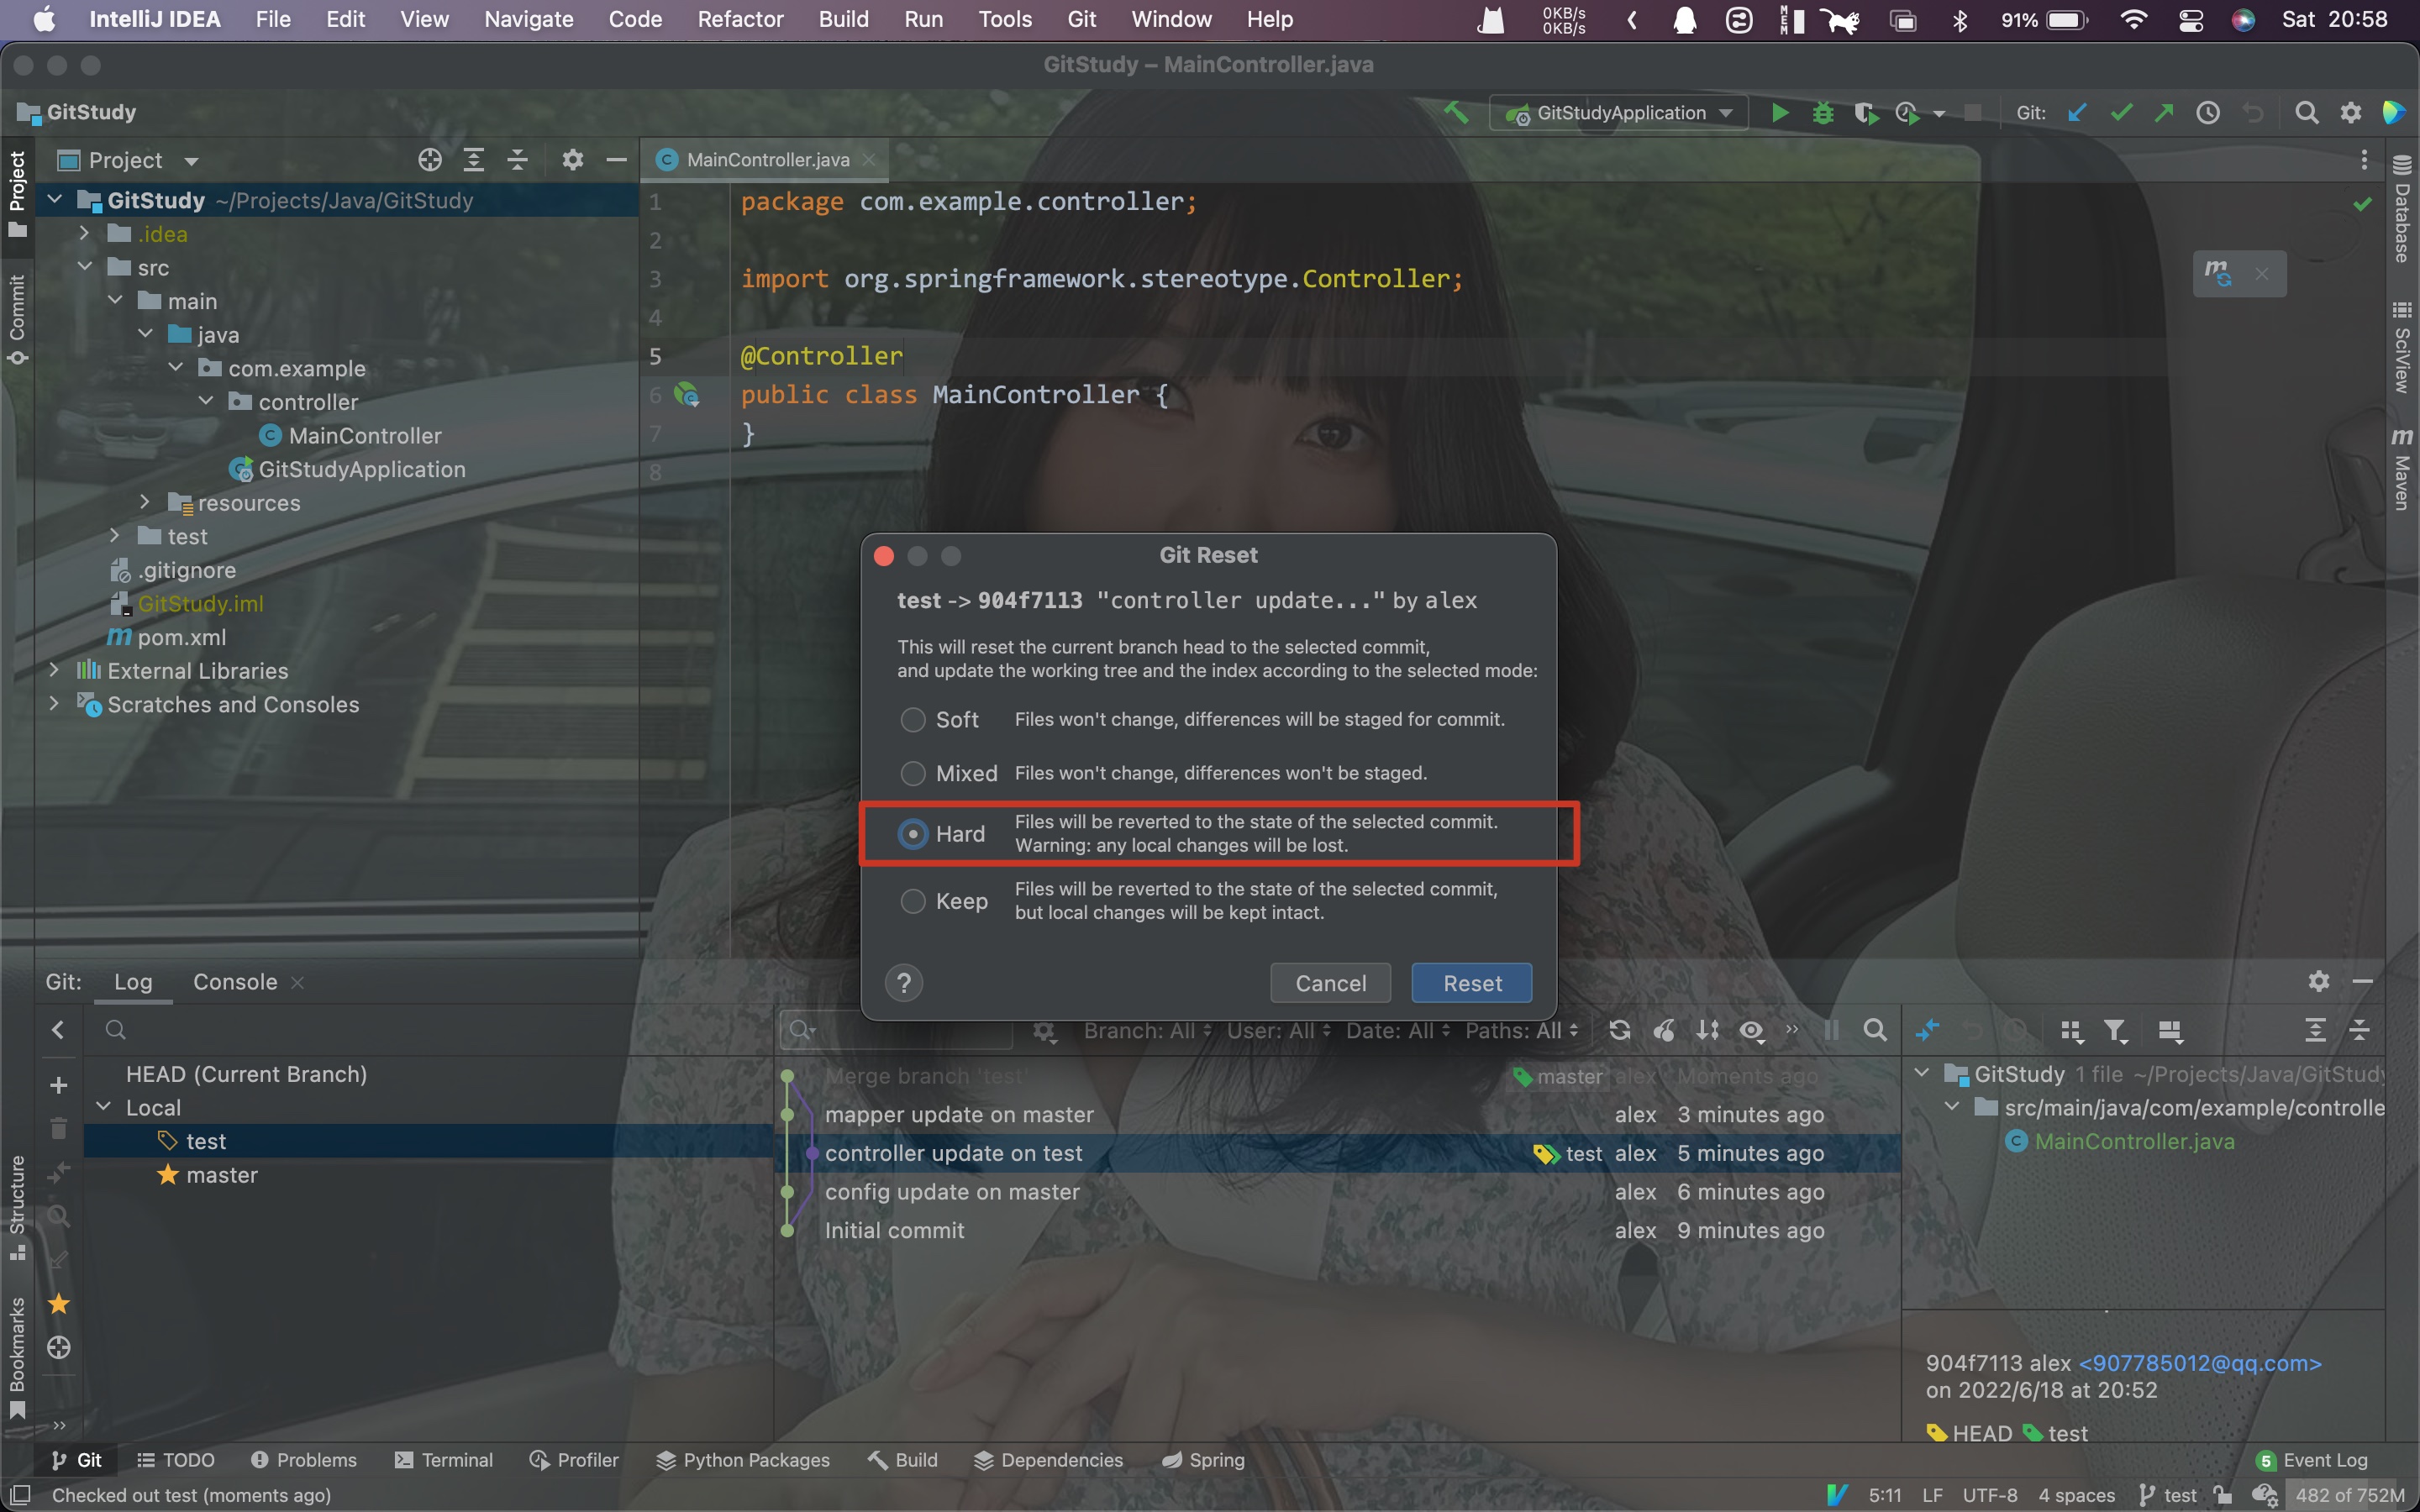 IntelliJ IDEA File Edit View Navigate Code Refactor Build Run Tools Git Window Help 0KB/s 0KB/s MEM 91% Sat 20:58
GitStudy – MainController.java
GitStudy GitStudyApplication Git:
Project
Commit
Structure
Bookmarks
Project
GitStudy ~/Projects/Java/GitStudy
.idea
src
main
java
com.example
controller
MainController
GitStudyApplication
resources
test
.gitignore
GitStudy.iml
pom.xml
External Libraries
Scratches and Consoles
MainController.java
1 package com.example.controller;
2
3 import org.springframework.stereotype.Controller;
4
5 @Controller
6 public class MainController {
7 }
8
Database
SciView
Maven
Git Reset
test -> 904f7113 "controller update..." by alex
This will reset the current branch head to the selected commit,
and update the working tree and the index according to the selected mode:
Soft Files won't change, differences will be staged for commit.
Mixed Files won't change, differences won't be staged.
Hard Files will be reverted to the state of the selected commit.
Warning: any local changes will be lost.
Keep Files will be reverted to the state of the selected commit,
but local changes will be kept intact.
? Cancel Reset
Git: Log Console
HEAD (Current Branch)
Local
test
master
Branch: All User: All Date: All Paths: All
Merge branch 'test' master alex Moments ago
mapper update on master alex 3 minutes ago
controller update on test test alex 5 minutes ago
config update on master alex 6 minutes ago
Initial commit alex 9 minutes ago
GitStudy 1 file ~/Projects/Java/GitStudy
src/main/java/com/example/controlle
MainController.java
904f7113 alex <907785012@qq.com>
on 2022/6/18 at 20:52
HEAD test
Git TODO Problems Terminal Profiler Python Packages Build Dependencies Spring 5 Event Log
Checked out test (moments ago) 5:11 LF UTF-8 4 spaces test 482 of 752M